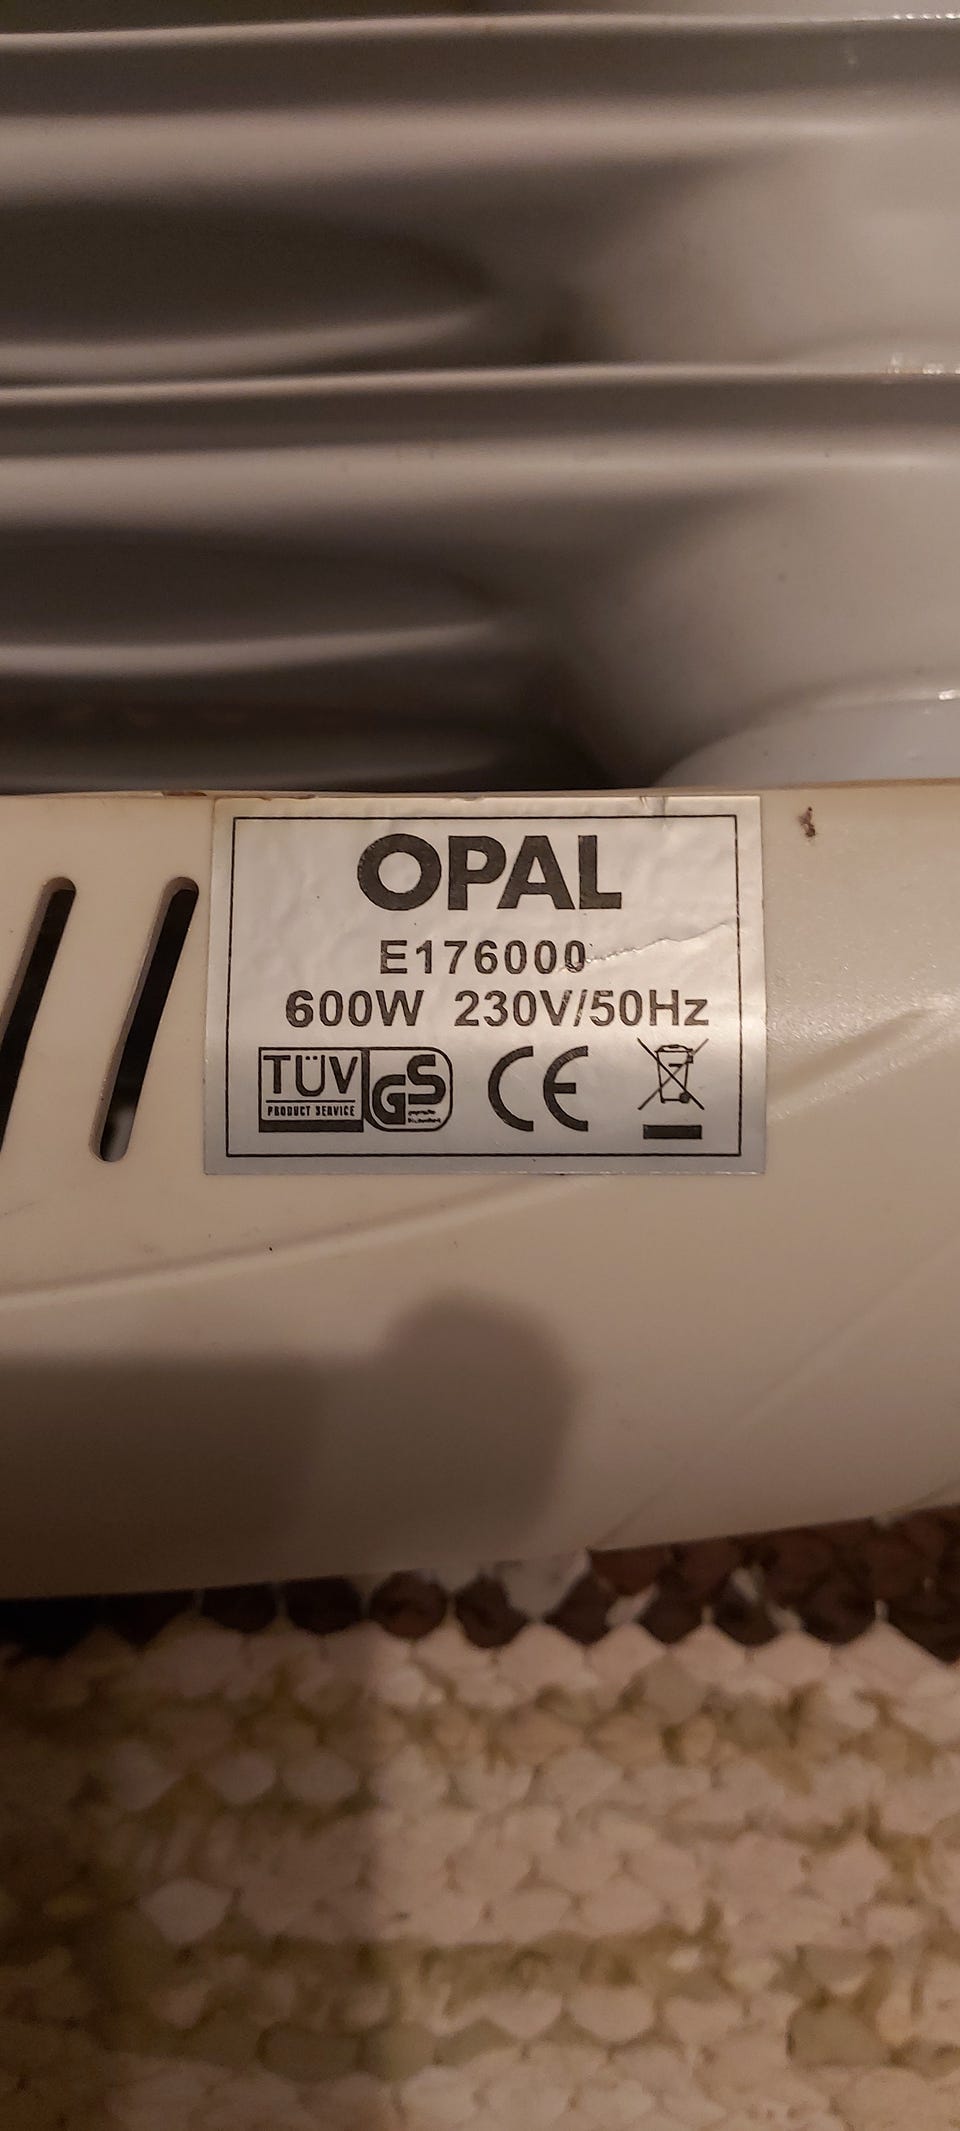 OPAL
E176000
600W 230V/50Hz
TÜV GS CE
PRODUCT SERVICE